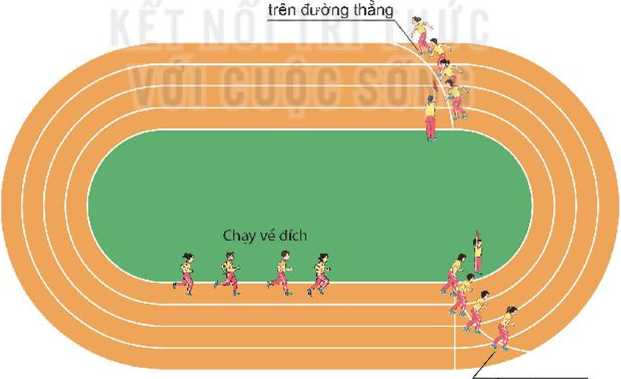 trên đường thẳng
KẾT NỐI TRI THỨC
VỚI CUỘC SỐNG
Chạy về đích